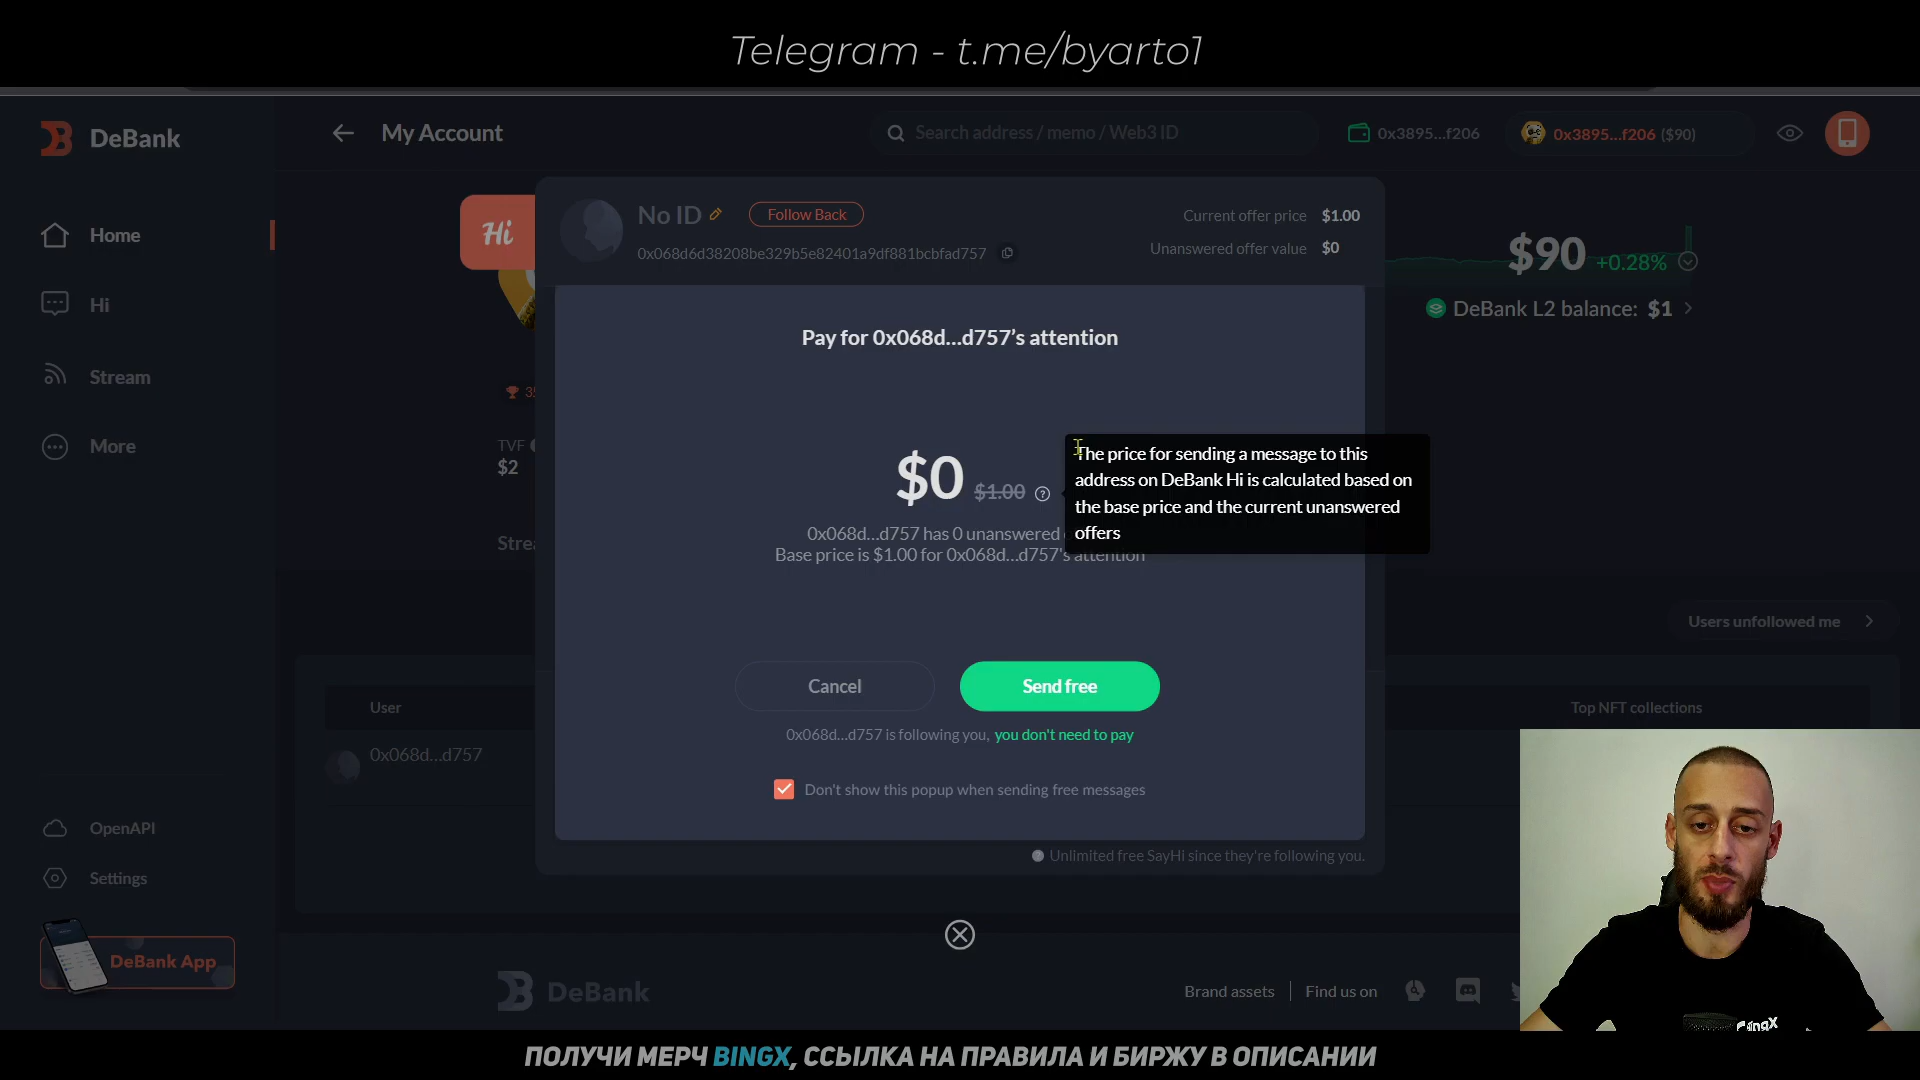 Telegram - t.me/byarto1
DeBank
My Account
Search address / memo / Web3 ID
0x3895...f206
0x3895...f206 ($90)
Home
Hi
Stream
More
Hi
No ID
Follow Back
0x068d6d38208be329b5e82401a9df881bcbfad757
Current offer price $1.00
Unanswered offer value $0
$90 +0.28%
DeBank L2 balance: $1
TVF
$2
Pay for 0x068d...d757's attention
$0 $1.00
The price for sending a message to this
address on DeBank Hi is calculated based on
the base price and the current unanswered
offers
0x068d...d757 has 0 unanswered
Base price is $1.00 for 0x068d...d757's attention
Cancel
Send free
0x068d...d757 is following you, you don't need to pay
Don't show this popup when sending free messages
Unlimited free SayHi since they're following you.
Users unfollowed me
User
Top NFT collections
0x068d...d757
OpenAPI
Settings
DeBank App
DeBank
Brand assets
Find us on
ПОЛУЧИ МЕРЧ BINGX, ССЫЛКА НА ПРАВИЛА И БИРЖУ В ОПИСАНИИ